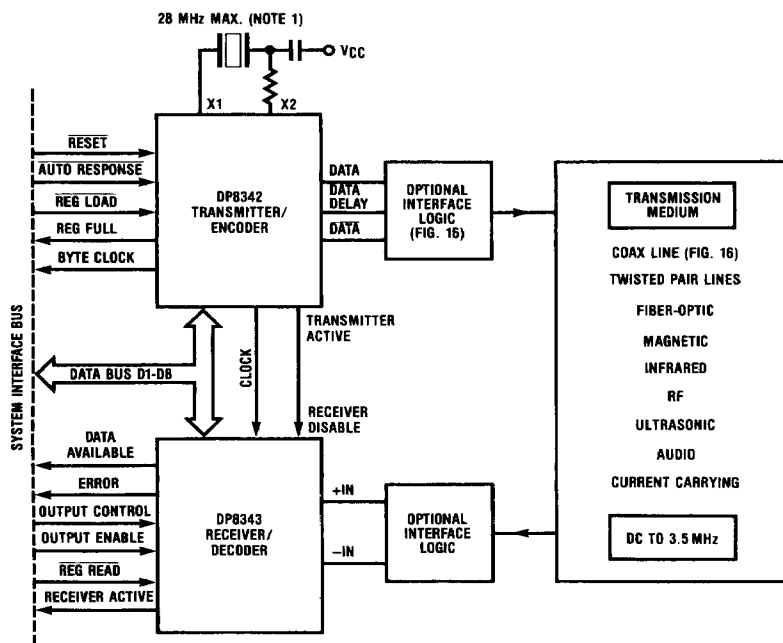 28 MHz MAX. (NOTE 1)
VCC
X1
X2
RESET
AUTO RESPONSE
REG LOAD
REG FULL
BYTE CLOCK
DP8342
TRANSMITTER/
ENCODER
DATA
DATA
DELAY
DATA
OPTIONAL
INTERFACE
LOGIC
(FIG. 15)
TRANSMISSION
MEDIUM
COAX LINE (FIG. 16)
TWISTED PAIR LINES
FIBER-OPTIC
MAGNETIC
INFRARED
RF
ULTRASONIC
AUDIO
CURRENT CARRYING
DC TO 3.5 MHz
SYSTEM INTERFACE BUS
DATA BUS D1-D8
CLOCK
TRANSMITTER
ACTIVE
RECEIVER
DISABLE
DATA
AVAILABLE
ERROR
OUTPUT CONTROL
OUTPUT ENABLE
REG READ
RECEIVER ACTIVE
DP8343
RECEIVER/
DECODER
+IN
−IN
OPTIONAL
INTERFACE
LOGIC